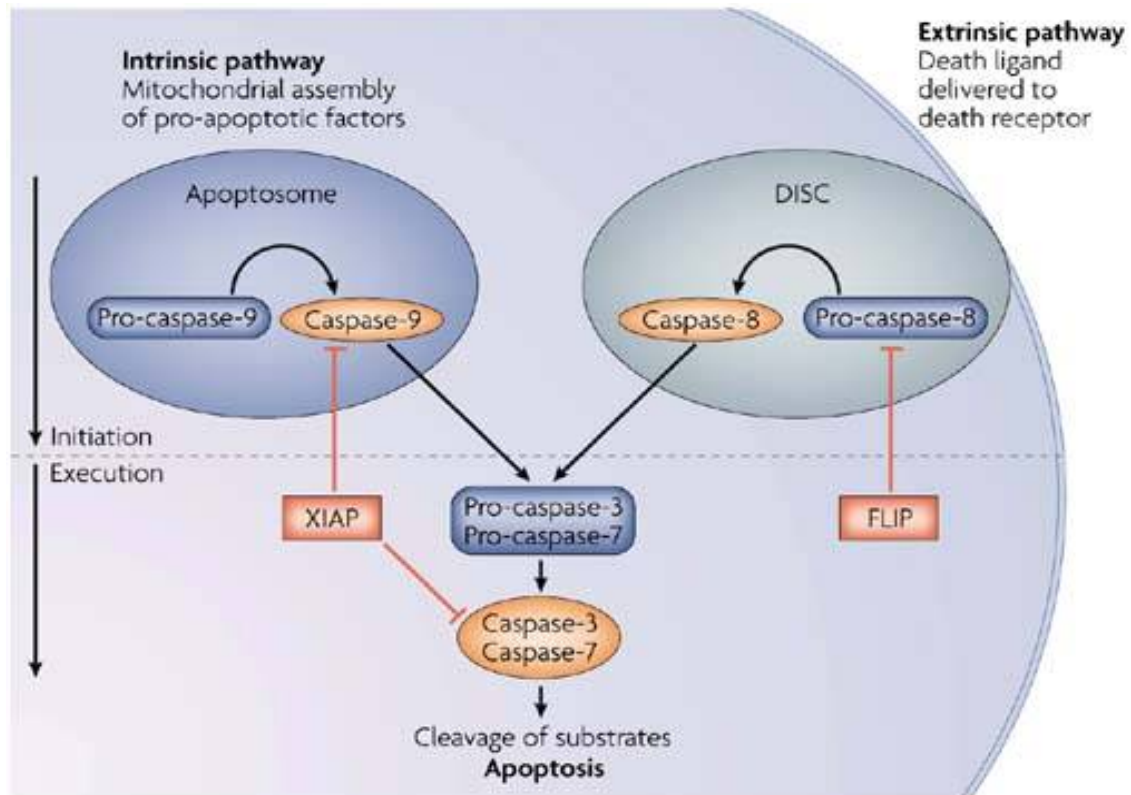 Intrinsic pathway
Mitochondrial assembly
of pro-apoptotic factors
Extrinsic pathway
Death ligand
delivered to
death receptor
Apoptosome
Pro-caspase-9
Caspase-9
DISC
Caspase-8
Pro-caspase-8
Initiation
Execution
XIAP
Pro-caspase-3
Pro-caspase-7
FLIP
Caspase-3
Caspase-7
Cleavage of substrates
Apoptosis